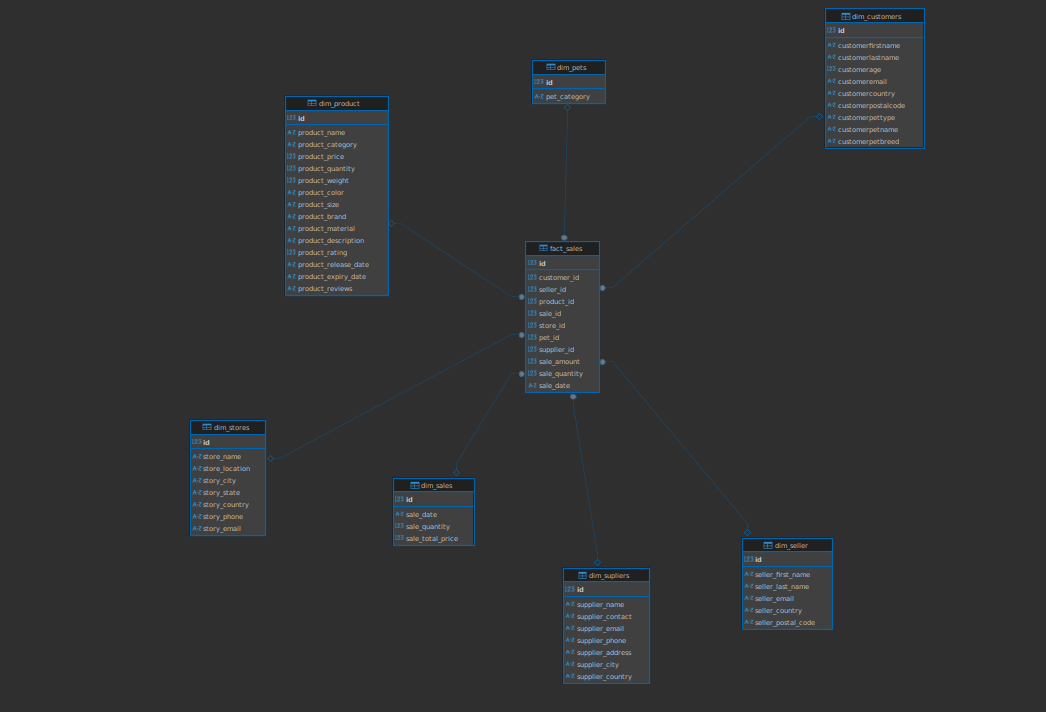 dim_customers
123 id
A-Z customerfirstname
A-Z customerlastname
123 customerage
A-Z customeremail
A-Z customercountry
A-Z customerpostalcode
A-Z customerpettype
A-Z customerpetname
A-Z customerpetbreed
dim_pets
123 id
A-Z pet_category
dim_product
123 id
A-Z product_name
A-Z product_category
123 product_price
123 product_quantity
123 product_weight
A-Z product_color
A-Z product_size
A-Z product_brand
A-Z product_material
A-Z product_description
123 product_rating
A-Z product_release_date
A-Z product_expiry_date
123 product_reviews
fact_sales
123 id
123 customer_id
123 seller_id
123 product_id
123 sale_id
123 store_id
123 pet_id
123 supplier_id
123 sale_amount
123 sale_quantity
A-Z sale_date
dim_stores
123 id
A-Z store_name
A-Z store_location
A-Z story_city
A-Z story_state
A-Z story_country
A-Z story_phone
A-Z story_email
dim_sales
123 id
A-Z sale_date
123 sale_quantity
123 sale_total_price
dim_supliers
123 id
A-Z supplier_name
A-Z supplier_contact
A-Z supplier_email
A-Z supplier_phone
A-Z supplier_address
A-Z supplier_city
A-Z supplier_country
dim_seller
123 id
A-Z seller_first_name
A-Z seller_last_name
A-Z seller_email
A-Z seller_country
A-Z seller_postal_code